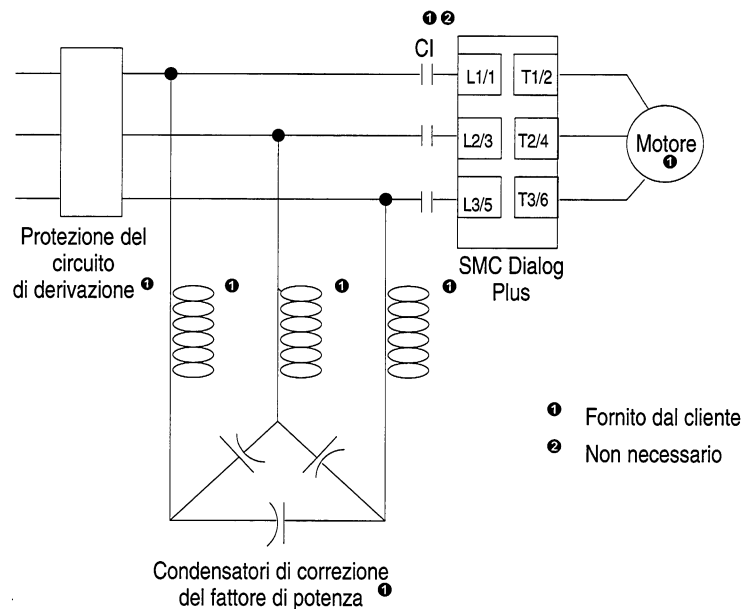 ❶ ❷
CI
L1/1 T1/2
L2/3 T2/4
Motore
❶
L3/5 T3/6
Protezione del
circuito
di derivazione ❶
SMC Dialog
Plus
❶ ❶ ❶
❶ Fornito dal cliente
❷ Non necessario
Condensatori di correzione
del fattore di potenza ❶